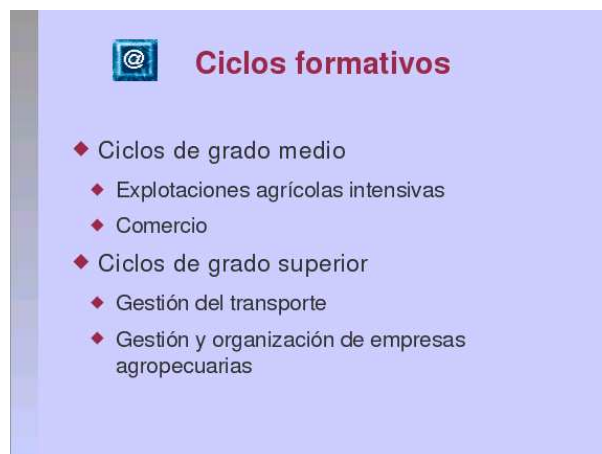 @ Ciclos formativos
Ciclos de grado medio
Explotaciones agrícolas intensivas
Comercio
Ciclos de grado superior
Gestión del transporte
Gestión y organización de empresas
agropecuarias